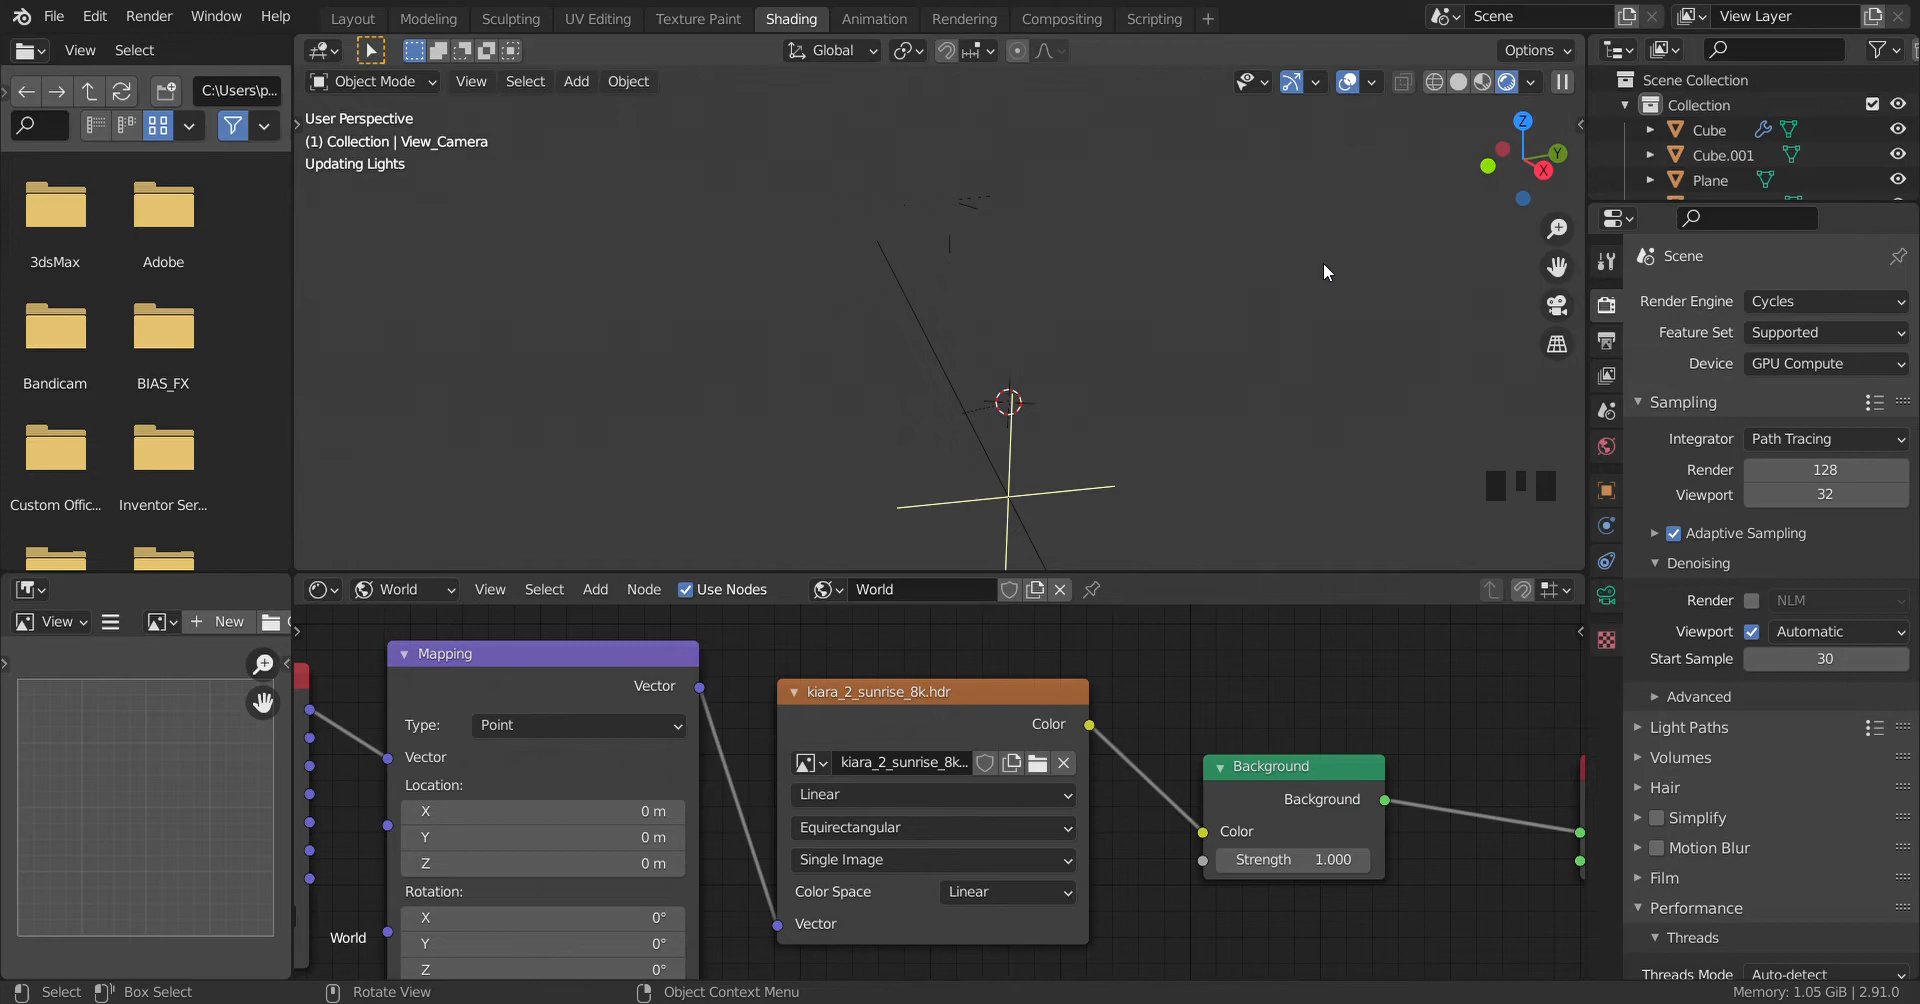 File Edit Render Window Help
Layout Modeling Sculpting UV Editing Texture Paint Shading Animation Rendering Compositing Scripting +
Scene
View Layer
View Select
Global
Options
C:\Users\p...
Object Mode View Select Add Object
User Perspective
(1) Collection | View_Camera
Updating Lights
Z
Y
X
Scene Collection
Collection
Cube
Cube.001
Plane
3dsMax Adobe
Bandicam BIAS_FX
Custom Offic... Inventor Ser...
Scene
Render Engine Cycles
Feature Set Supported
Device GPU Compute
Sampling
Integrator Path Tracing
Render 128
Viewport 32
Adaptive Sampling
Denoising
Render NLM
Viewport Automatic
Start Sample 30
Advanced
Light Paths
Volumes
Hair
Simplify
Motion Blur
Film
Performance
Threads
Threads Mode Auto-detect
World View Select Add Node Use Nodes World
View + New
Mapping
Vector
Type: Point
Vector
Location:
X 0 m
Y 0 m
Z 0 m
Rotation:
X 0°
Y 0°
Z 0°
World
kiara_2_sunrise_8k.hdr
Color
kiara_2_sunrise_8k...
Linear
Equirectangular
Single Image
Color Space Linear
Vector
Background
Background
Color
Strength 1.000
Select Box Select Rotate View Object Context Menu Memory: 1.05 GiB | 2.91.0